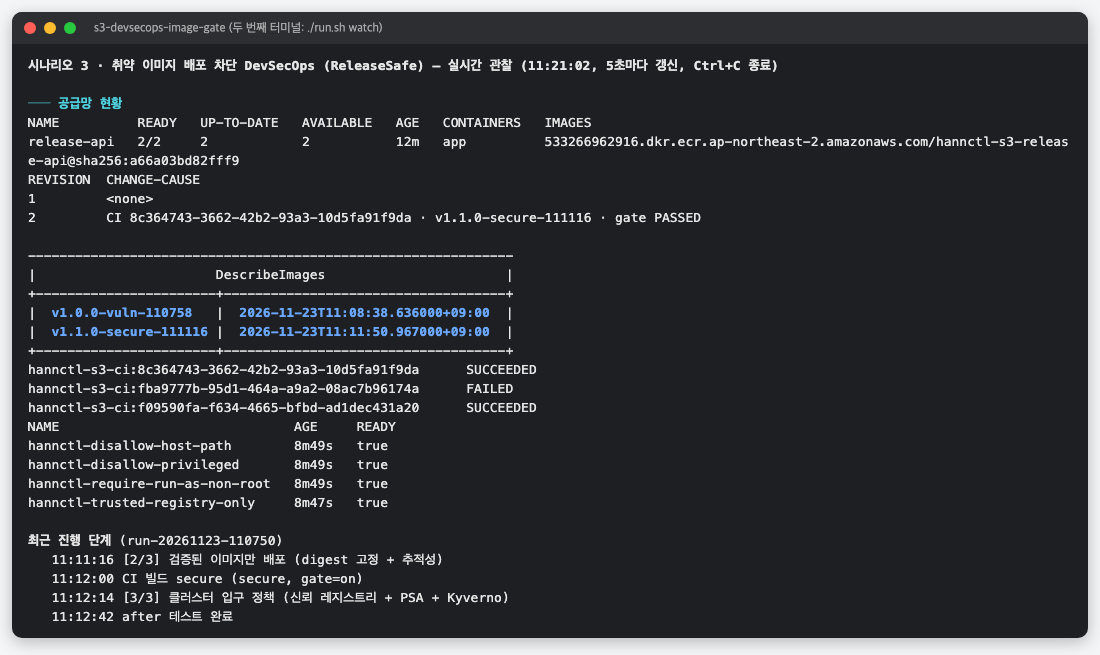 s3-devsecops-image-gate (두 번째 터미널: ./run.sh watch)
시나리오 3 · 취약 이미지 배포 차단 DevSecOps (ReleaseSafe) — 실시간 관찰 (11:21:02, 5초마다 갱신, Ctrl+C 종료)
─── 공급망 현황
NAME READY UP-TO-DATE AVAILABLE AGE CONTAINERS IMAGES
release-api 2/2 2 2 12m app 533266962916.dkr.ecr.ap-northeast-2.amazonaws.com/hannctl-s3-releas
e-api@sha256:a66a03bd82fff9
REVISION CHANGE-CAUSE
1 <none>
2 CI 8c364743-3662-42b2-93a3-10d5fa91f9da · v1.1.0-secure-111116 · gate PASSED
--------------------------------------------------------------
| DescribeImages |
+------------------------+------------------------------------+
| v1.0.0-vuln-110758 | 2026-11-23T11:08:38.636000+09:00 |
| v1.1.0-secure-111116 | 2026-11-23T11:11:50.967000+09:00 |
+------------------------+------------------------------------+
hannctl-s3-ci:8c364743-3662-42b2-93a3-10d5fa91f9da SUCCEEDED
hannctl-s3-ci:fba9777b-95d1-464a-a9a2-08ac7b96174a FAILED
hannctl-s3-ci:f09590fa-f634-4665-bfbd-ad1dec431a20 SUCCEEDED
NAME AGE READY
hannctl-disallow-host-path 8m49s true
hannctl-disallow-privileged 8m49s true
hannctl-require-run-as-non-root 8m49s true
hannctl-trusted-registry-only 8m47s true
최근 진행 단계 (run-20261123-110750)
11:11:16 [2/3] 검증된 이미지만 배포 (digest 고정 + 추적성)
11:12:00 CI 빌드 secure (secure, gate=on)
11:12:14 [3/3] 클러스터 입구 정책 (신뢰 레지스트리 + PSA + Kyverno)
11:12:42 after 테스트 완료